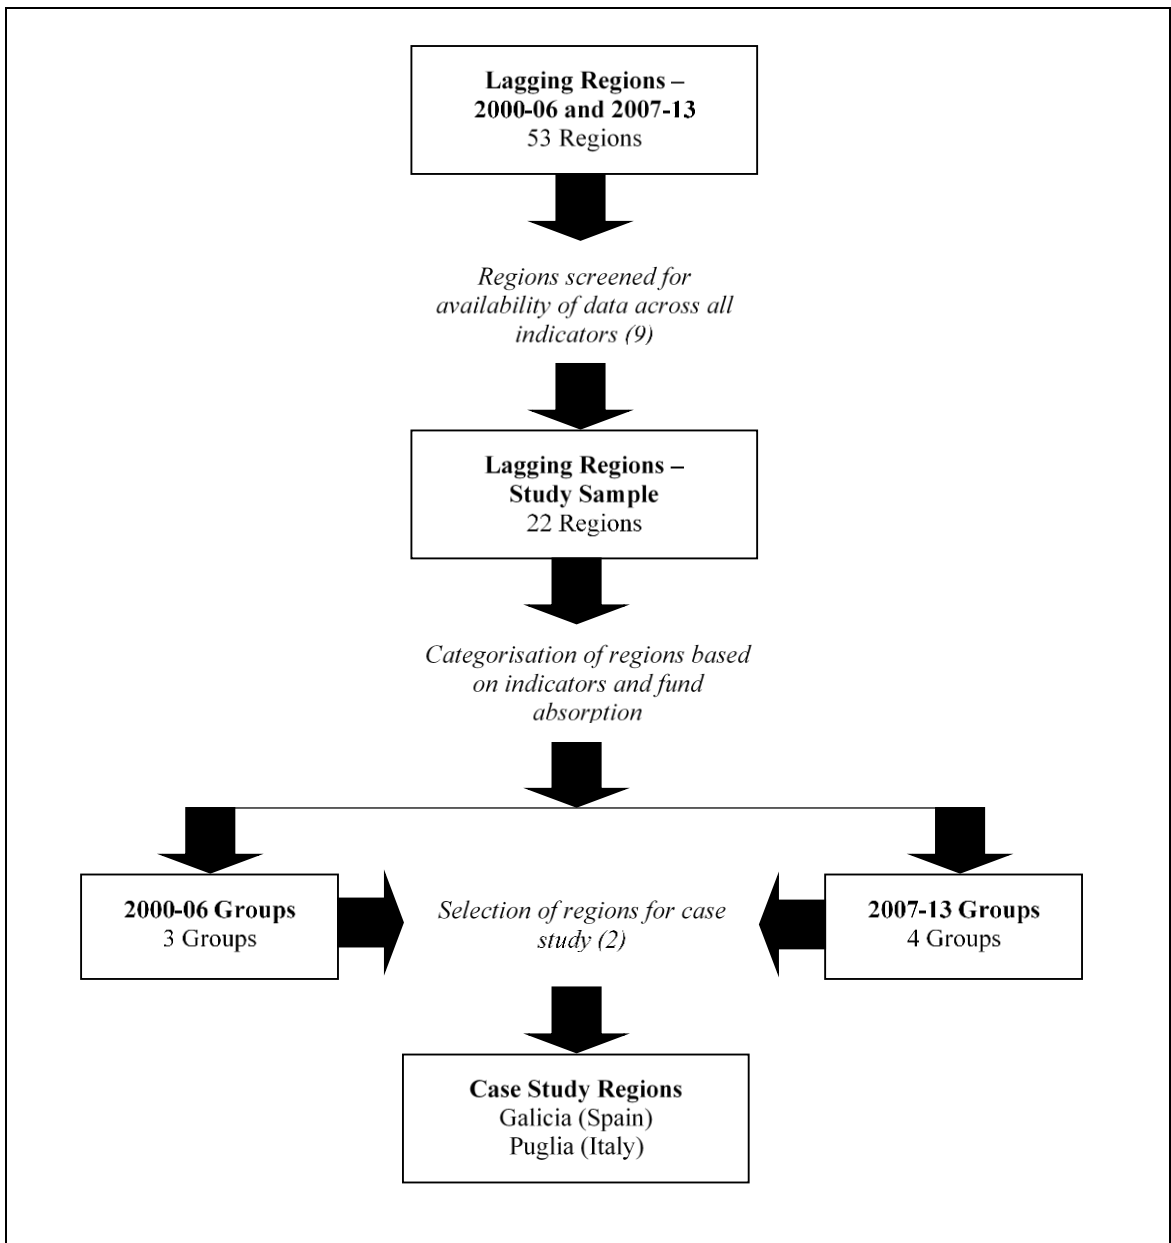 Lagging Regions –
2000-06 and 2007-13
53 Regions
Regions screened for
availability of data across all
indicators (9)
Lagging Regions –
Study Sample
22 Regions
Categorisation of regions based
on indicators and fund
absorption
2000-06 Groups
3 Groups
Selection of regions for case
study (2)
2007-13 Groups
4 Groups
Case Study Regions
Galicia (Spain)
Puglia (Italy)